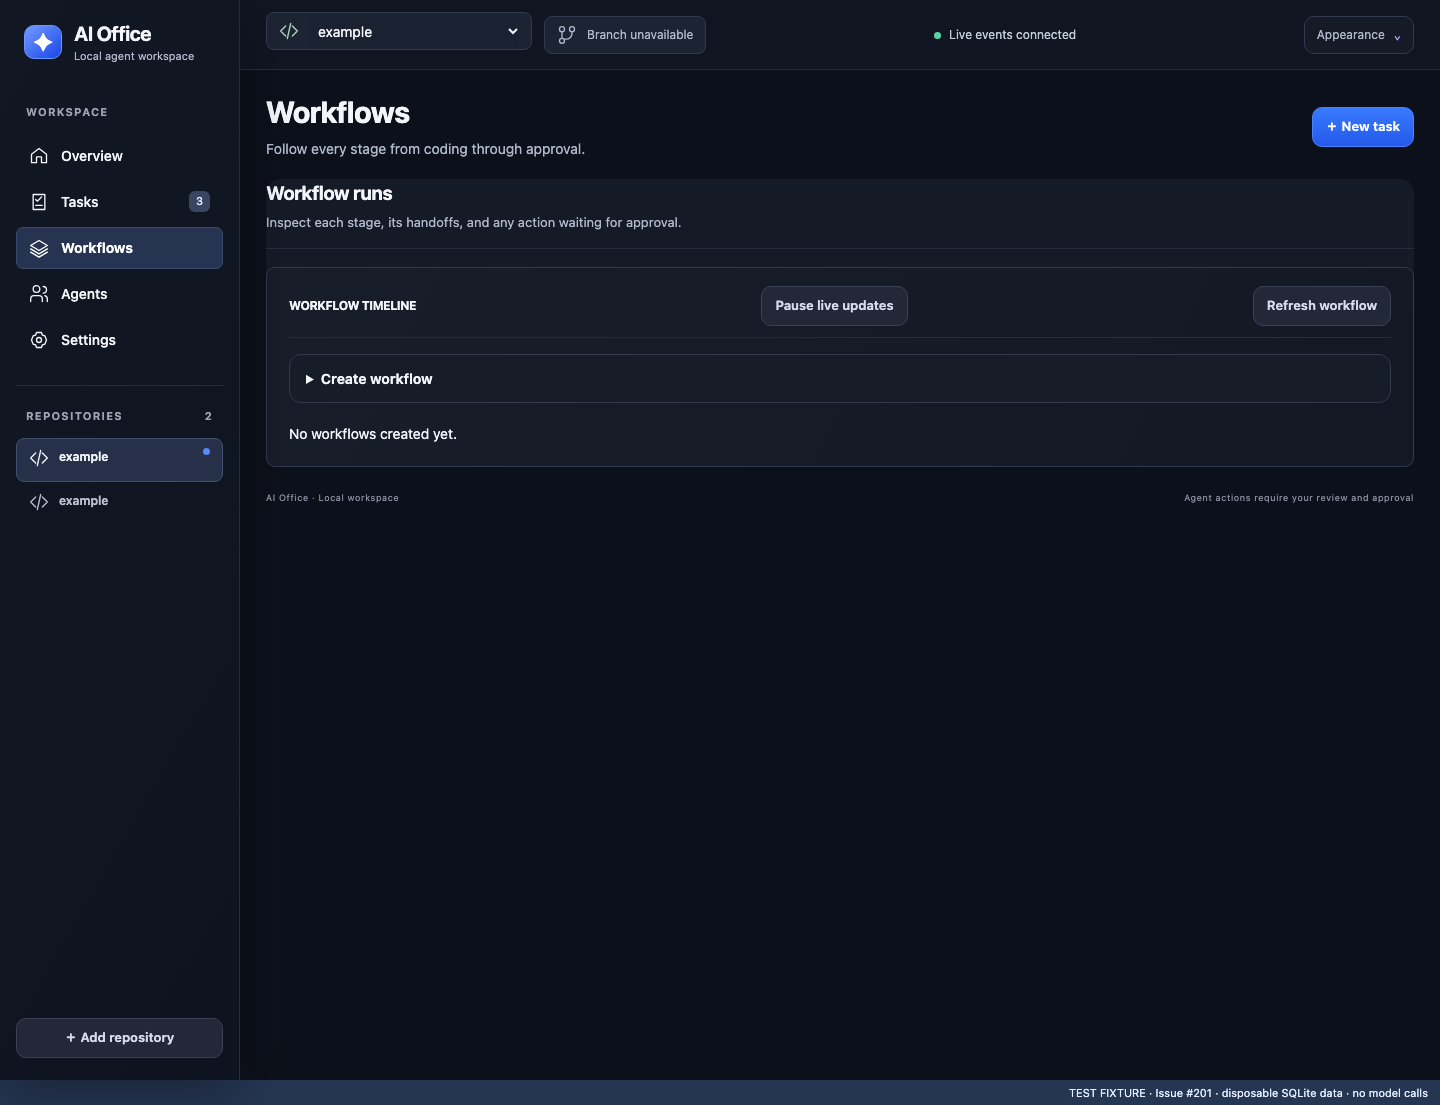 AI Office
Local agent workspace
WORKSPACE
Overview
Tasks 3
Workflows
Agents
Settings
REPOSITORIES 2
example
example
+ Add repository
example
Branch unavailable
Live events connected
Appearance
Workflows
Follow every stage from coding through approval.
+ New task
Workflow runs
Inspect each stage, its handoffs, and any action waiting for approval.
WORKFLOW TIMELINE
Pause live updates
Refresh workflow
Create workflow
No workflows created yet.
AI Office · Local workspace
Agent actions require your review and approval
TEST FIXTURE · Issue #201 · disposable SQLite data · no model calls